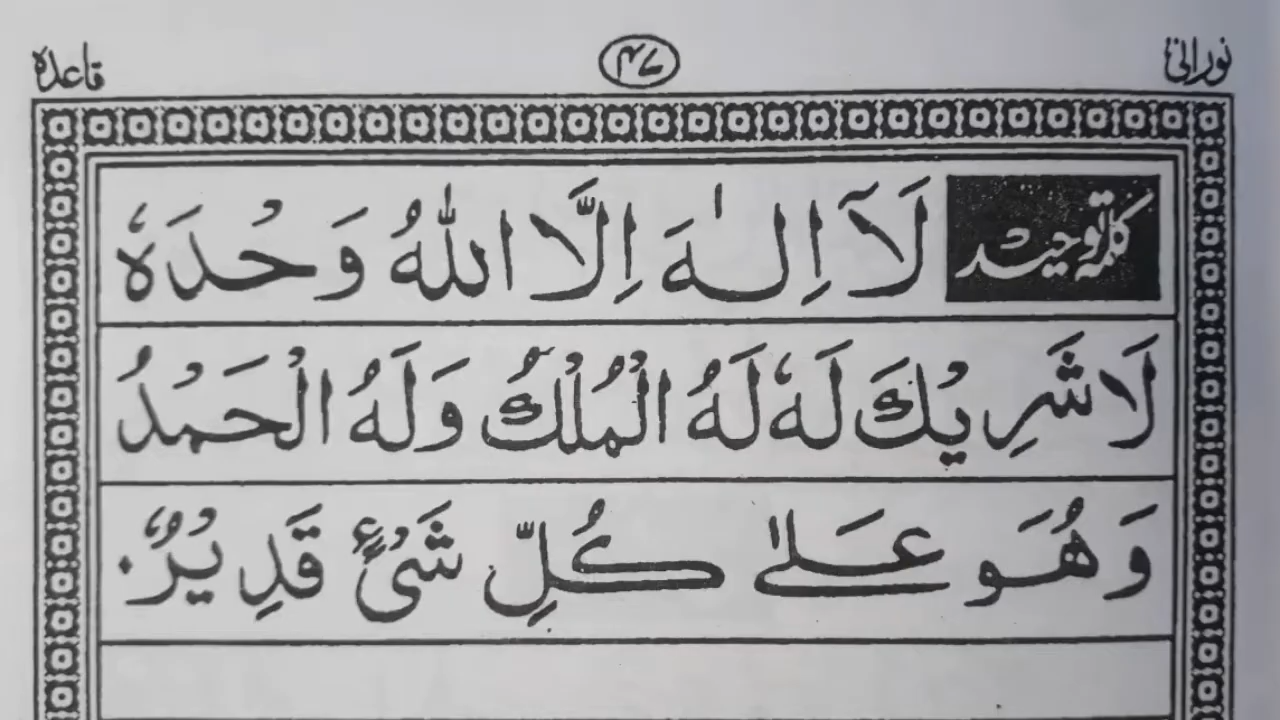 نورانی ۴۷ قاعدہ
کلمہ توحید لَآ اِلٰهَ اِلَّا اللّٰهُ وَحْدَهٗ
لَا شَرِيْكَ لَهٗ لَهُ الْمُلْكُ وَلَهُ الْحَمْدُ
وَهُوَ عَلٰى كُلِّ شَیْءٍ قَدِيْرٌ.